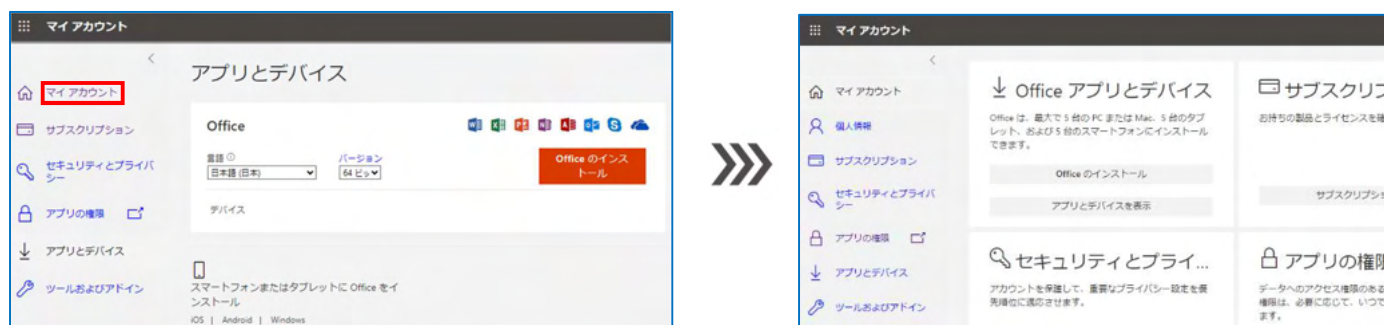 マイ アカウント
アプリとデバイス
マイ アカウント
サブスクリプション
セキュリティとプライバ
シー
アプリの権限
アプリとデバイス
ツールおよびアドイン
Office
言語
バージョン
日本語 (日本)
64 ビッ
Office のインス
トール
デバイス
スマートフォンまたはタブレットに Office をイ
ンストール
iOS | Android | Windows
マイ アカウント
マイ アカウント
個人情報
サブスクリプション
セキュリティとプライバ
シー
アプリの権限
アプリとデバイス
ツールおよびアドイン
Office アプリとデバイス
Office は、最大で 5 台の PC または Mac、5 台のタブ
レット、および 5 台のスマートフォンにインストール
できます。
Office のインストール
アプリとデバイスを表示
サブスクリプ
お持ちの製品とライセンスを確
サブスクリプショ
セキュリティとプライ...
アカウントを保護して、重要なプライバシー設定を優
先順位に適応させます。
アプリの権限
データへのアクセス権限のある
権限は、必要に応じて、いつで
ます。